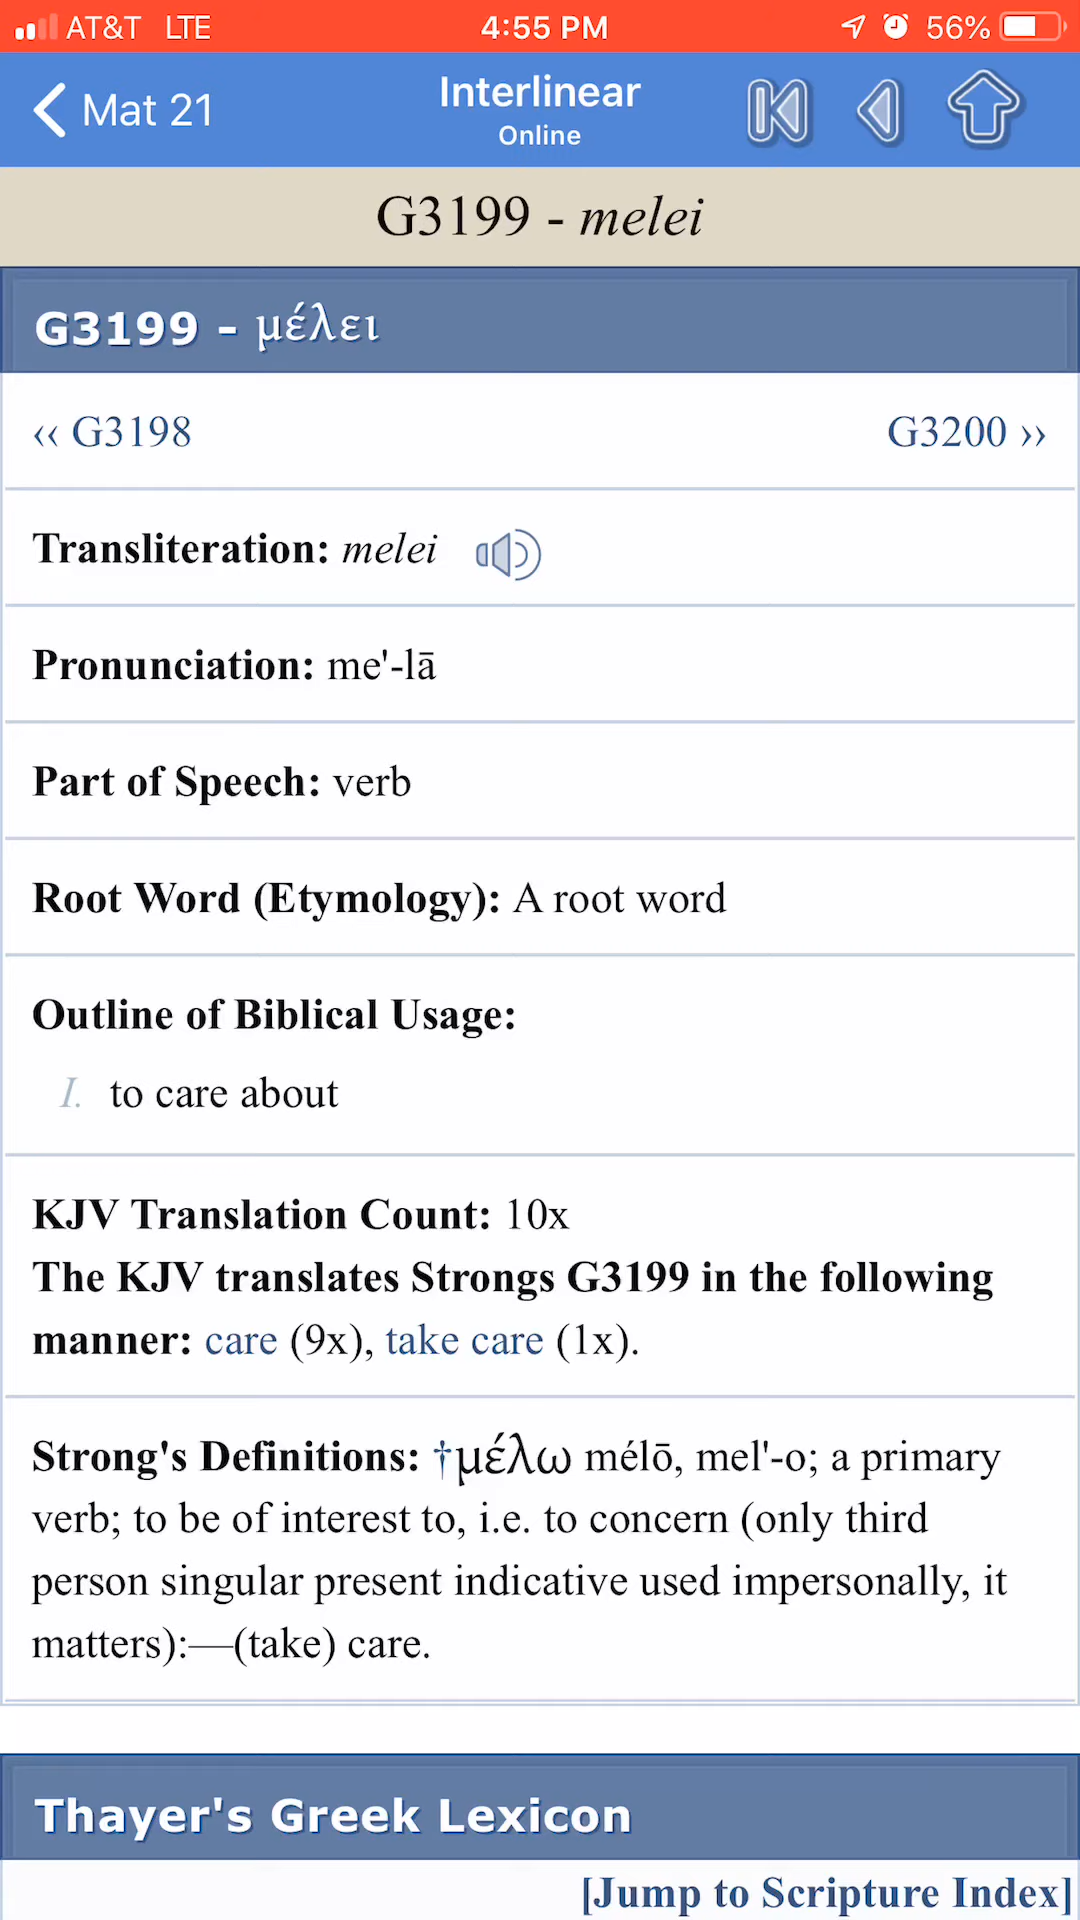 AT&T LTE 4:55 PM 56%
Mat 21
Interlinear
Online
G3199 - melei
G3199 - μέλει
‹‹ G3198 G3200 ››
Transliteration: melei
Pronunciation: me'-lā
Part of Speech: verb
Root Word (Etymology): A root word
Outline of Biblical Usage:
I. to care about
KJV Translation Count: 10x
The KJV translates Strongs G3199 in the following
manner: care (9x), take care (1x).
Strong's Definitions: †μέλω mélō, mel'-o; a primary
verb; to be of interest to, i.e. to concern (only third
person singular present indicative used impersonally, it
matters):—(take) care.
Thayer's Greek Lexicon
[Jump to Scripture Index]